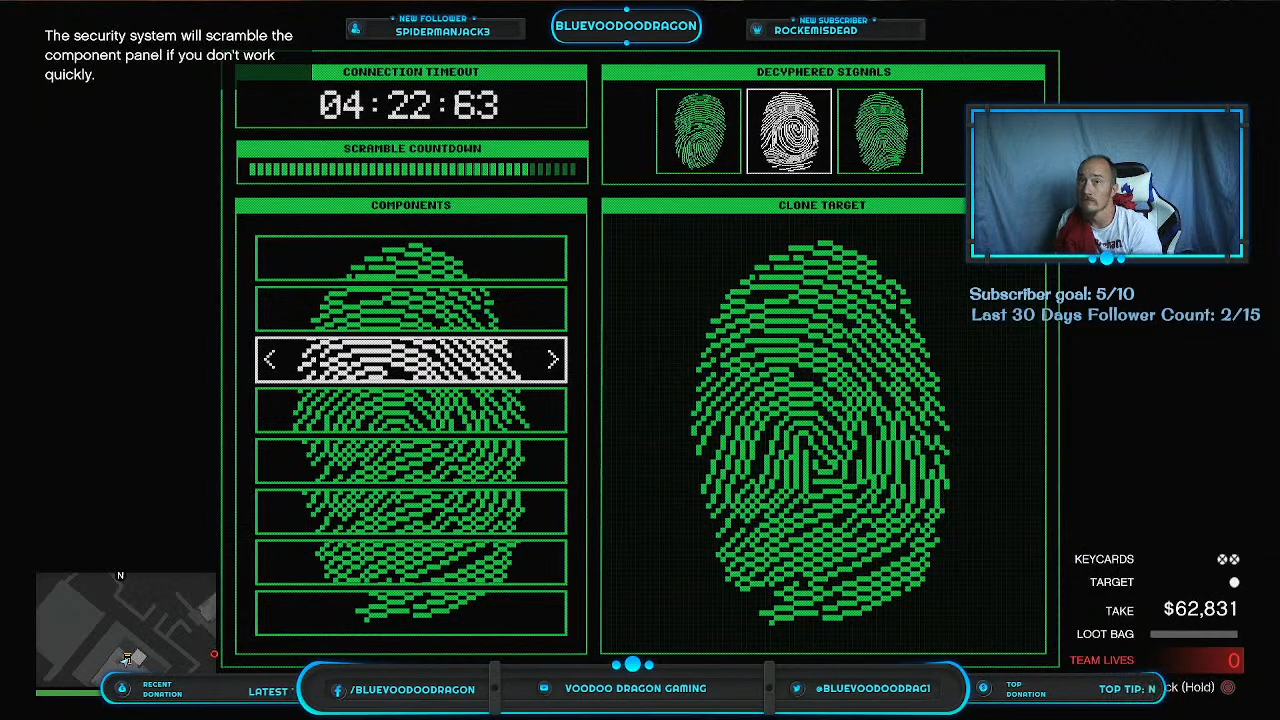 The security system will scramble the
component panel if you don't work
quickly.
NEW FOLLOWER
SPIDERMANJACK3
BLUEVOODOODRAGON
NEW SUBSCRIBER
ROCKEMISDEAD
CONNECTION TIMEOUT
04:22:63
SCRAMBLE COUNTDOWN
DECYPHERED SIGNALS
COMPONENTS
CLONE TARGET
Subscriber goal: 5/10
Last 30 Days Follower Count: 2/15
KEYCARDS
TARGET
TAKE $62,831
LOOT BAG
TEAM LIVES 0
ck (Hold)
N
RECENT
DONATION
LATEST
/BLUEVOODOODRAGON
VOODOO DRAGON GAMING
@BLUEVOODOODRAG1
TOP
DONATION
TOP TIP: N